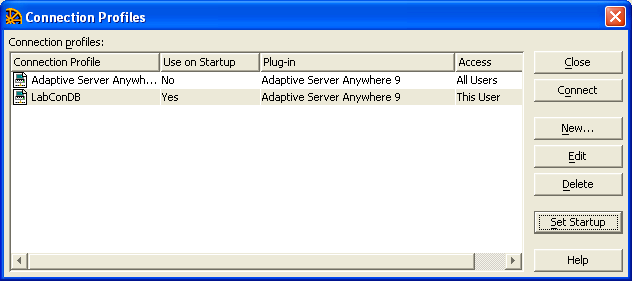 Connection Profiles
Connection profiles:
Connection Profile Use on Startup Plug-in Access
Adaptive Server Anywh... No Adaptive Server Anywhere 9 All Users
LabConDB Yes Adaptive Server Anywhere 9 This User
Close
Connect
New...
Edit
Delete
Set Startup
Help